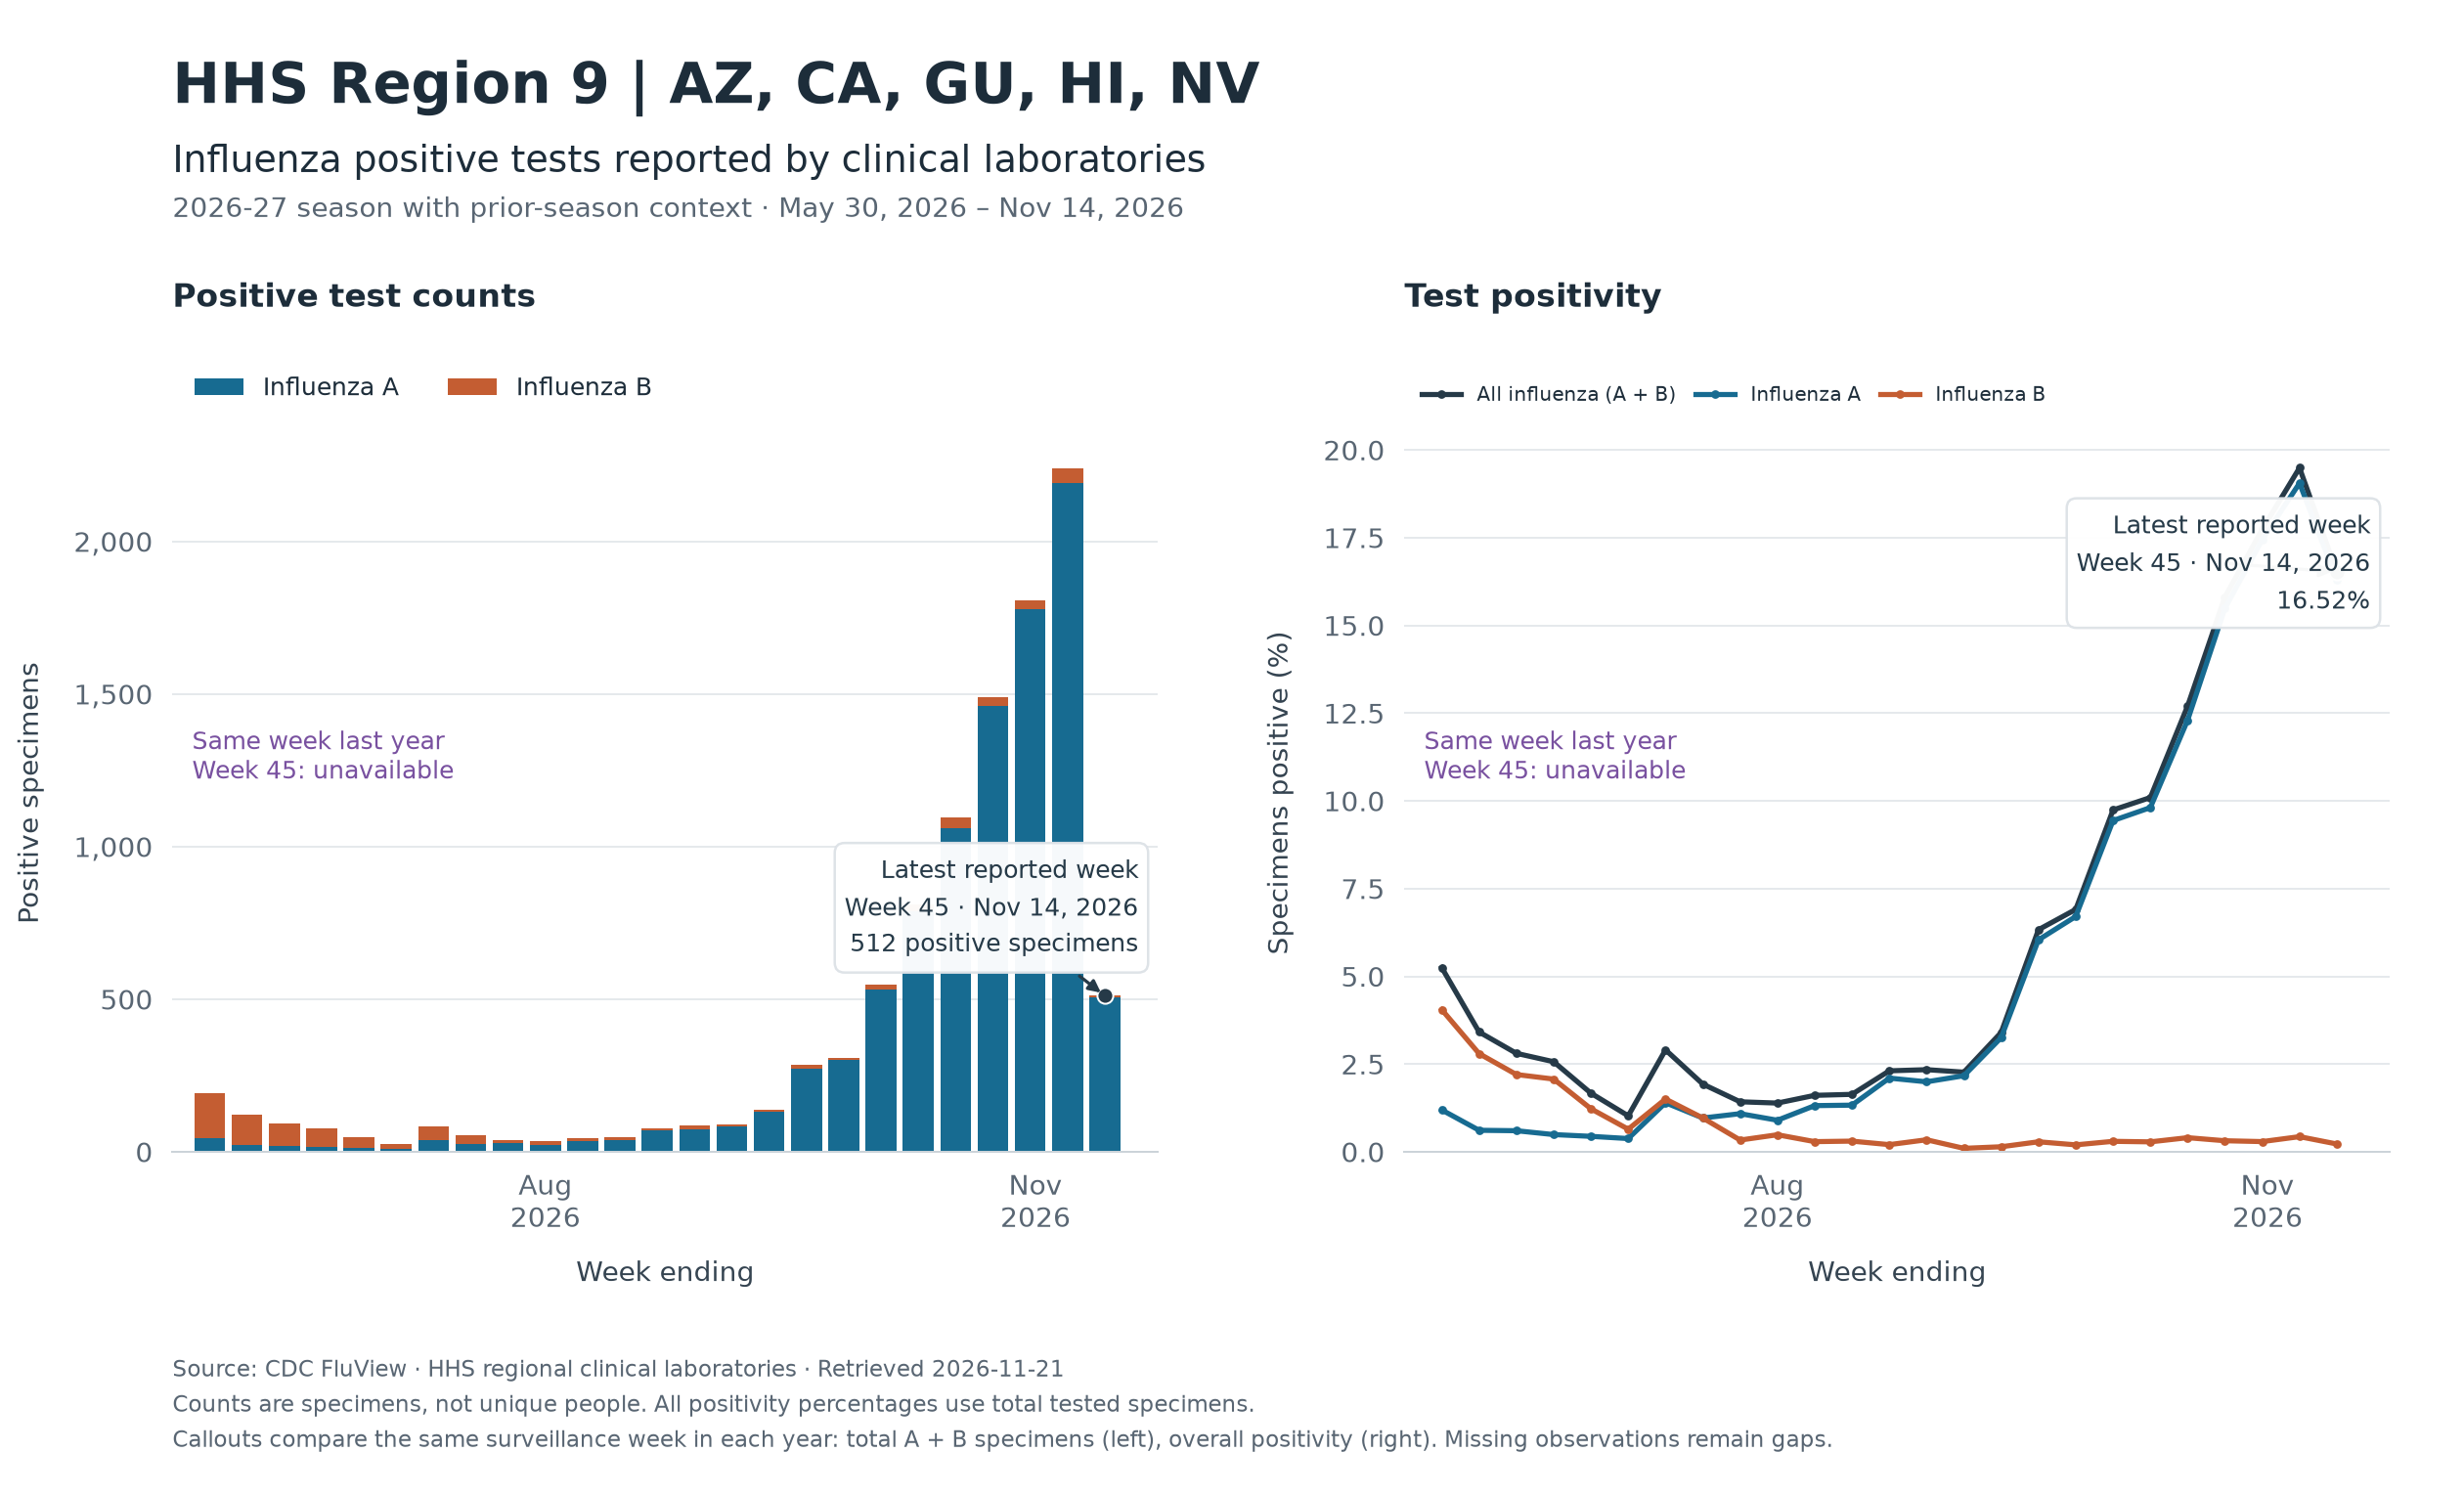 HHS Region 9 | AZ, CA, GU, HI, NV
Influenza positive tests reported by clinical laboratories
2026-27 season with prior-season context · May 30, 2026 – Nov 14, 2026
Positive test counts
Influenza A
Influenza B
2,000
1,500
1,000
500
0
Positive specimens
Same week last year
Week 45: unavailable
Latest reported week
Week 45 · Nov 14, 2026
512 positive specimens
Aug
2026
Nov
2026
Week ending
Test positivity
All influenza (A + B)
Influenza A
Influenza B
20.0
17.5
15.0
12.5
10.0
7.5
5.0
2.5
0.0
Specimens positive (%)
Same week last year
Week 45: unavailable
Latest reported week
Week 45 · Nov 14, 2026
16.52%
Aug
2026
Nov
2026
Week ending
Source: CDC FluView · HHS regional clinical laboratories · Retrieved 2026-11-21
Counts are specimens, not unique people. All positivity percentages use total tested specimens.
Callouts compare the same surveillance week in each year: total A + B specimens (left), overall positivity (right). Missing observations remain gaps.